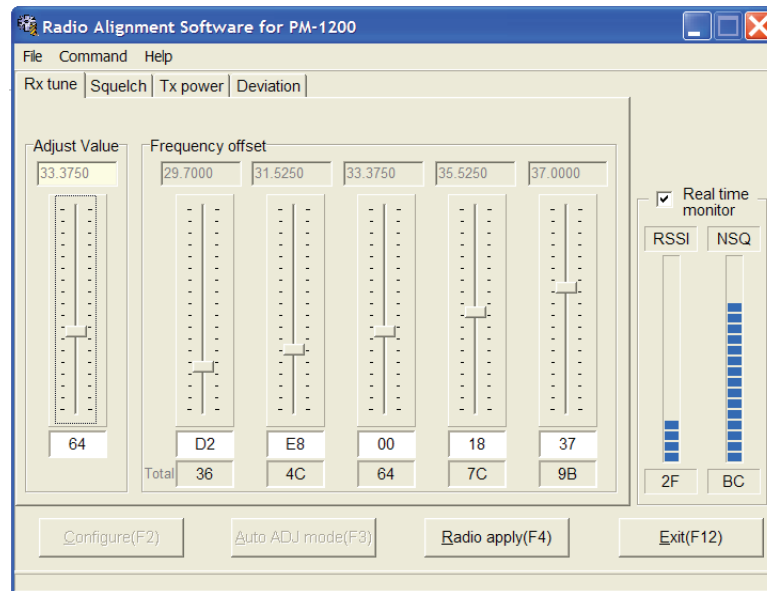 Radio Alignment Software for PM-1200
File Command Help
Rx tune Squelch Tx power Deviation
Adjust Value Frequency offset
33.3750 29.7000 31.5250 33.3750 35.5250 37.0000
Real time
monitor
RSSI NSQ
64 D2 E8 00 18 37
Total 36 4C 64 7C 9B
2F BC
Configure(F2) Auto ADJ mode(F3) Radio apply(F4) Exit(F12)